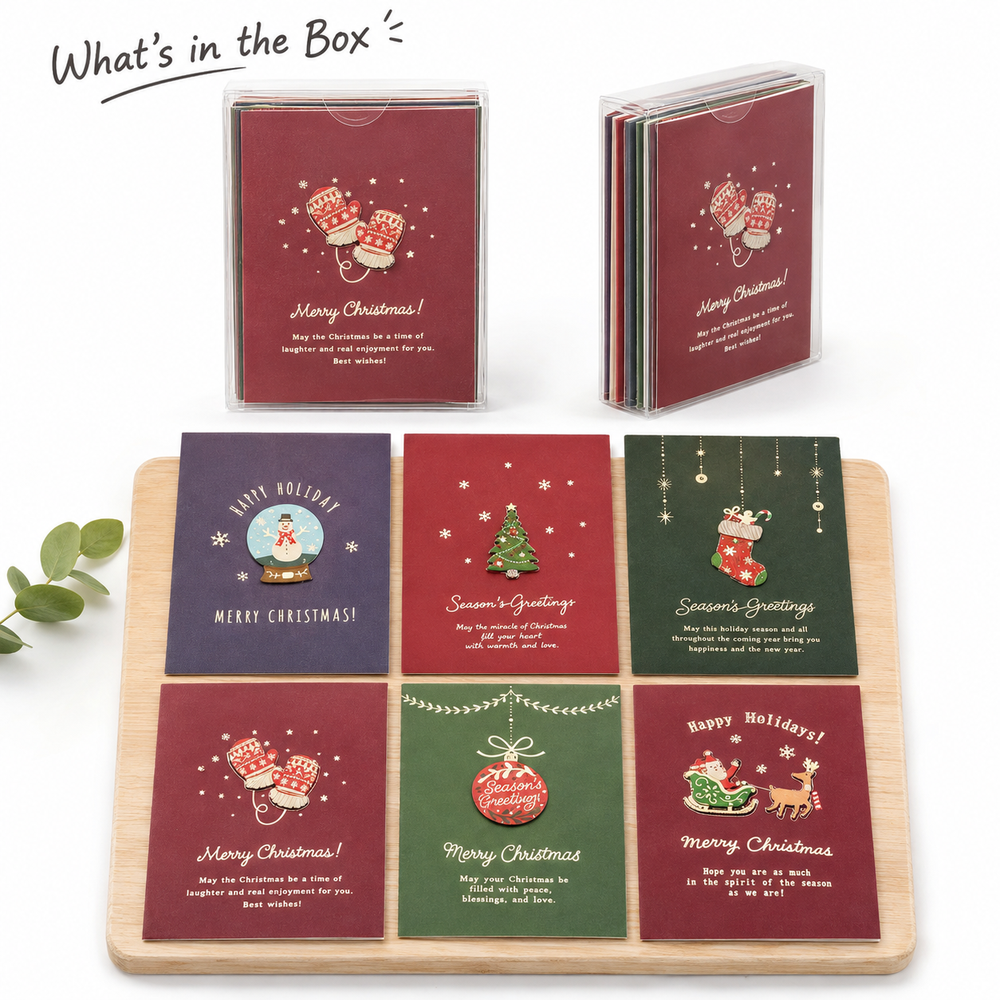 What's in the Box
Merry Christmas!
May the Christmas be a time of
laughter and real enjoyment for you.
Best wishes!
Merry Christmas!
May the Christmas be a time of
laughter and real enjoyment for you.
Best wishes!
HAPPY HOLIDAY
MERRY CHRISTMAS!
Season's Greetings
May the miracle of Christmas
fill your heart
with warmth and love.
Season's Greetings
May this holiday season and all
throughout the coming year bring you
happiness and the new year.
Merry Christmas!
May the Christmas be a time of
laughter and real enjoyment for you.
Best wishes!
Season's
Greetings
Merry Christmas
May your Christmas be
filled with peace,
blessings, and love.
Happy Holidays!
Merry Christmas
Hope you are as much
in the spirit of the season
as we are!